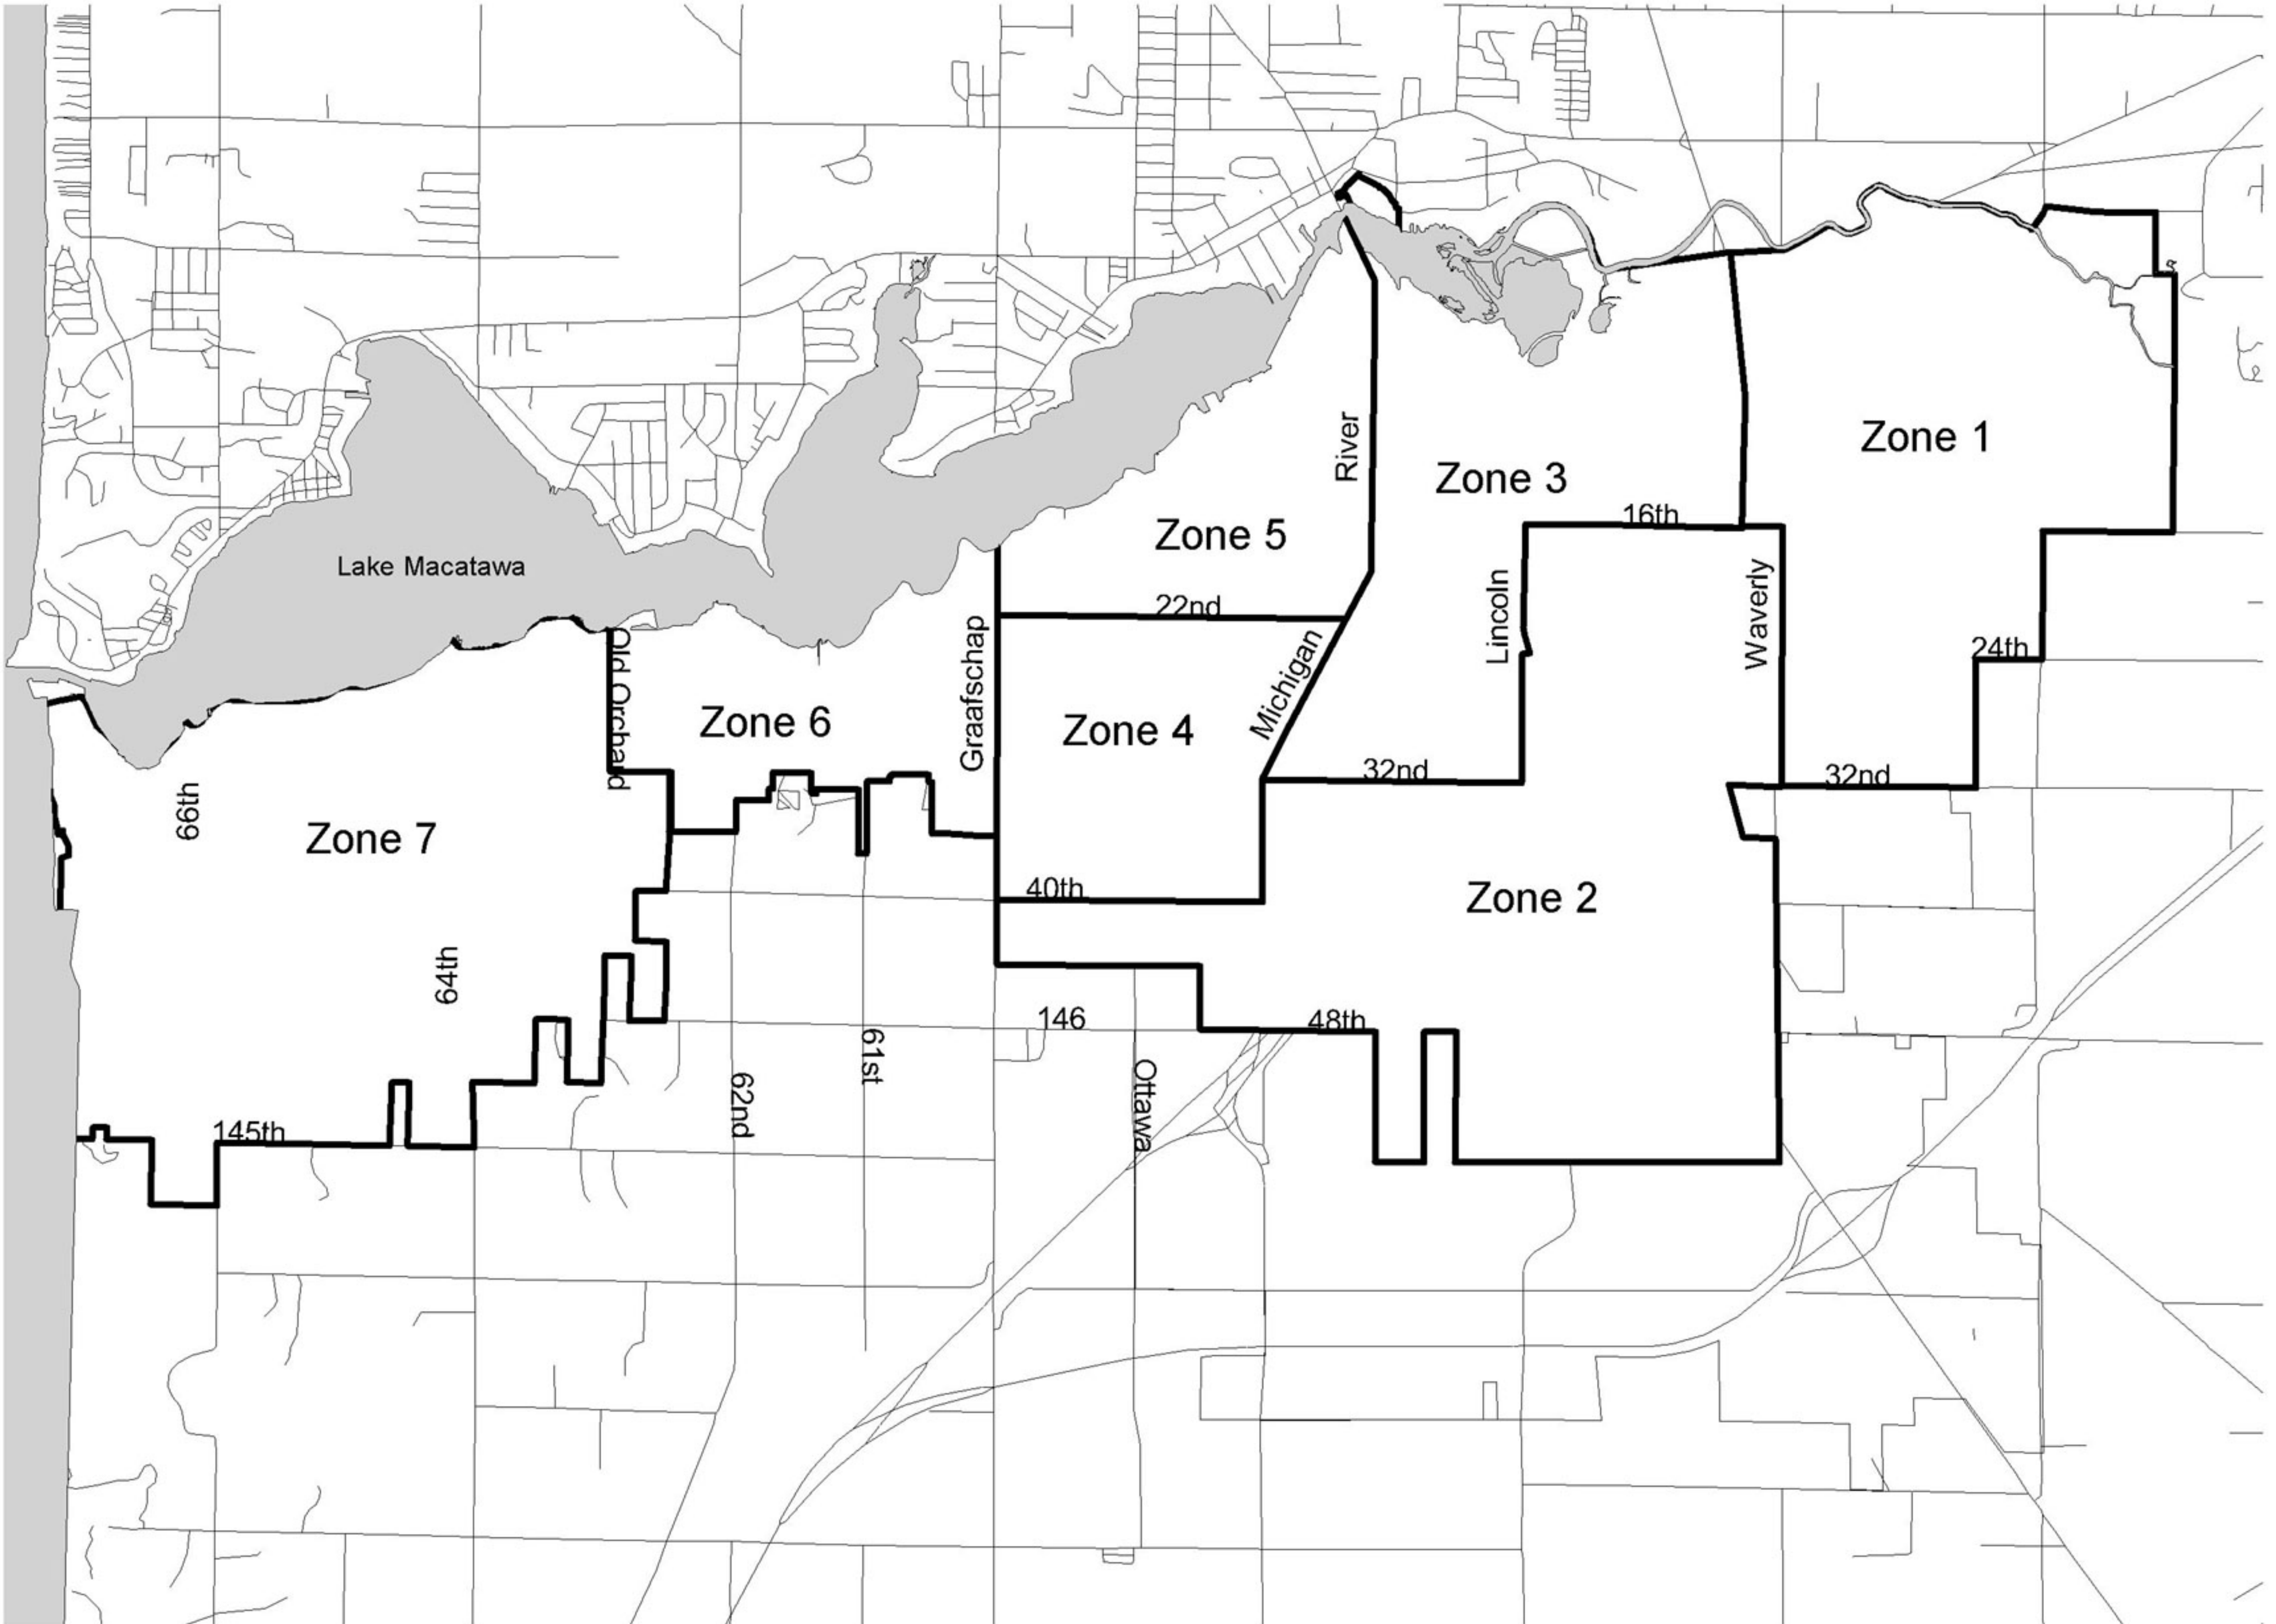 Zone 1
River
Zone 3
16th
Zone 5
Lake Macatawa
22nd
Lincoln
Waverly
24th
Old Orchard
Graafschap
Michigan
Zone 6
Zone 4
32nd
32nd
66th
Zone 7
40th
Zone 2
64th
146
48th
61st
62nd
Ottawa
145th